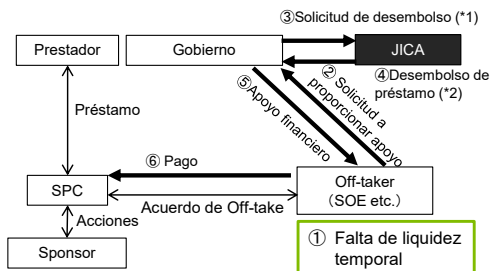 ③Solicitud de desembolso (*1)
Prestador
Gobierno
JICA
④Desembolso de
préstamo (*2)
② Solicitud a
proporcionar apoyo
⑤Apoyo financiero
Préstamo
⑥ Pago
SPC
Off-taker
(SOE etc.)
Acuerdo de Off-take
Acciones
Sponsor
① Falta de liquidez
temporal